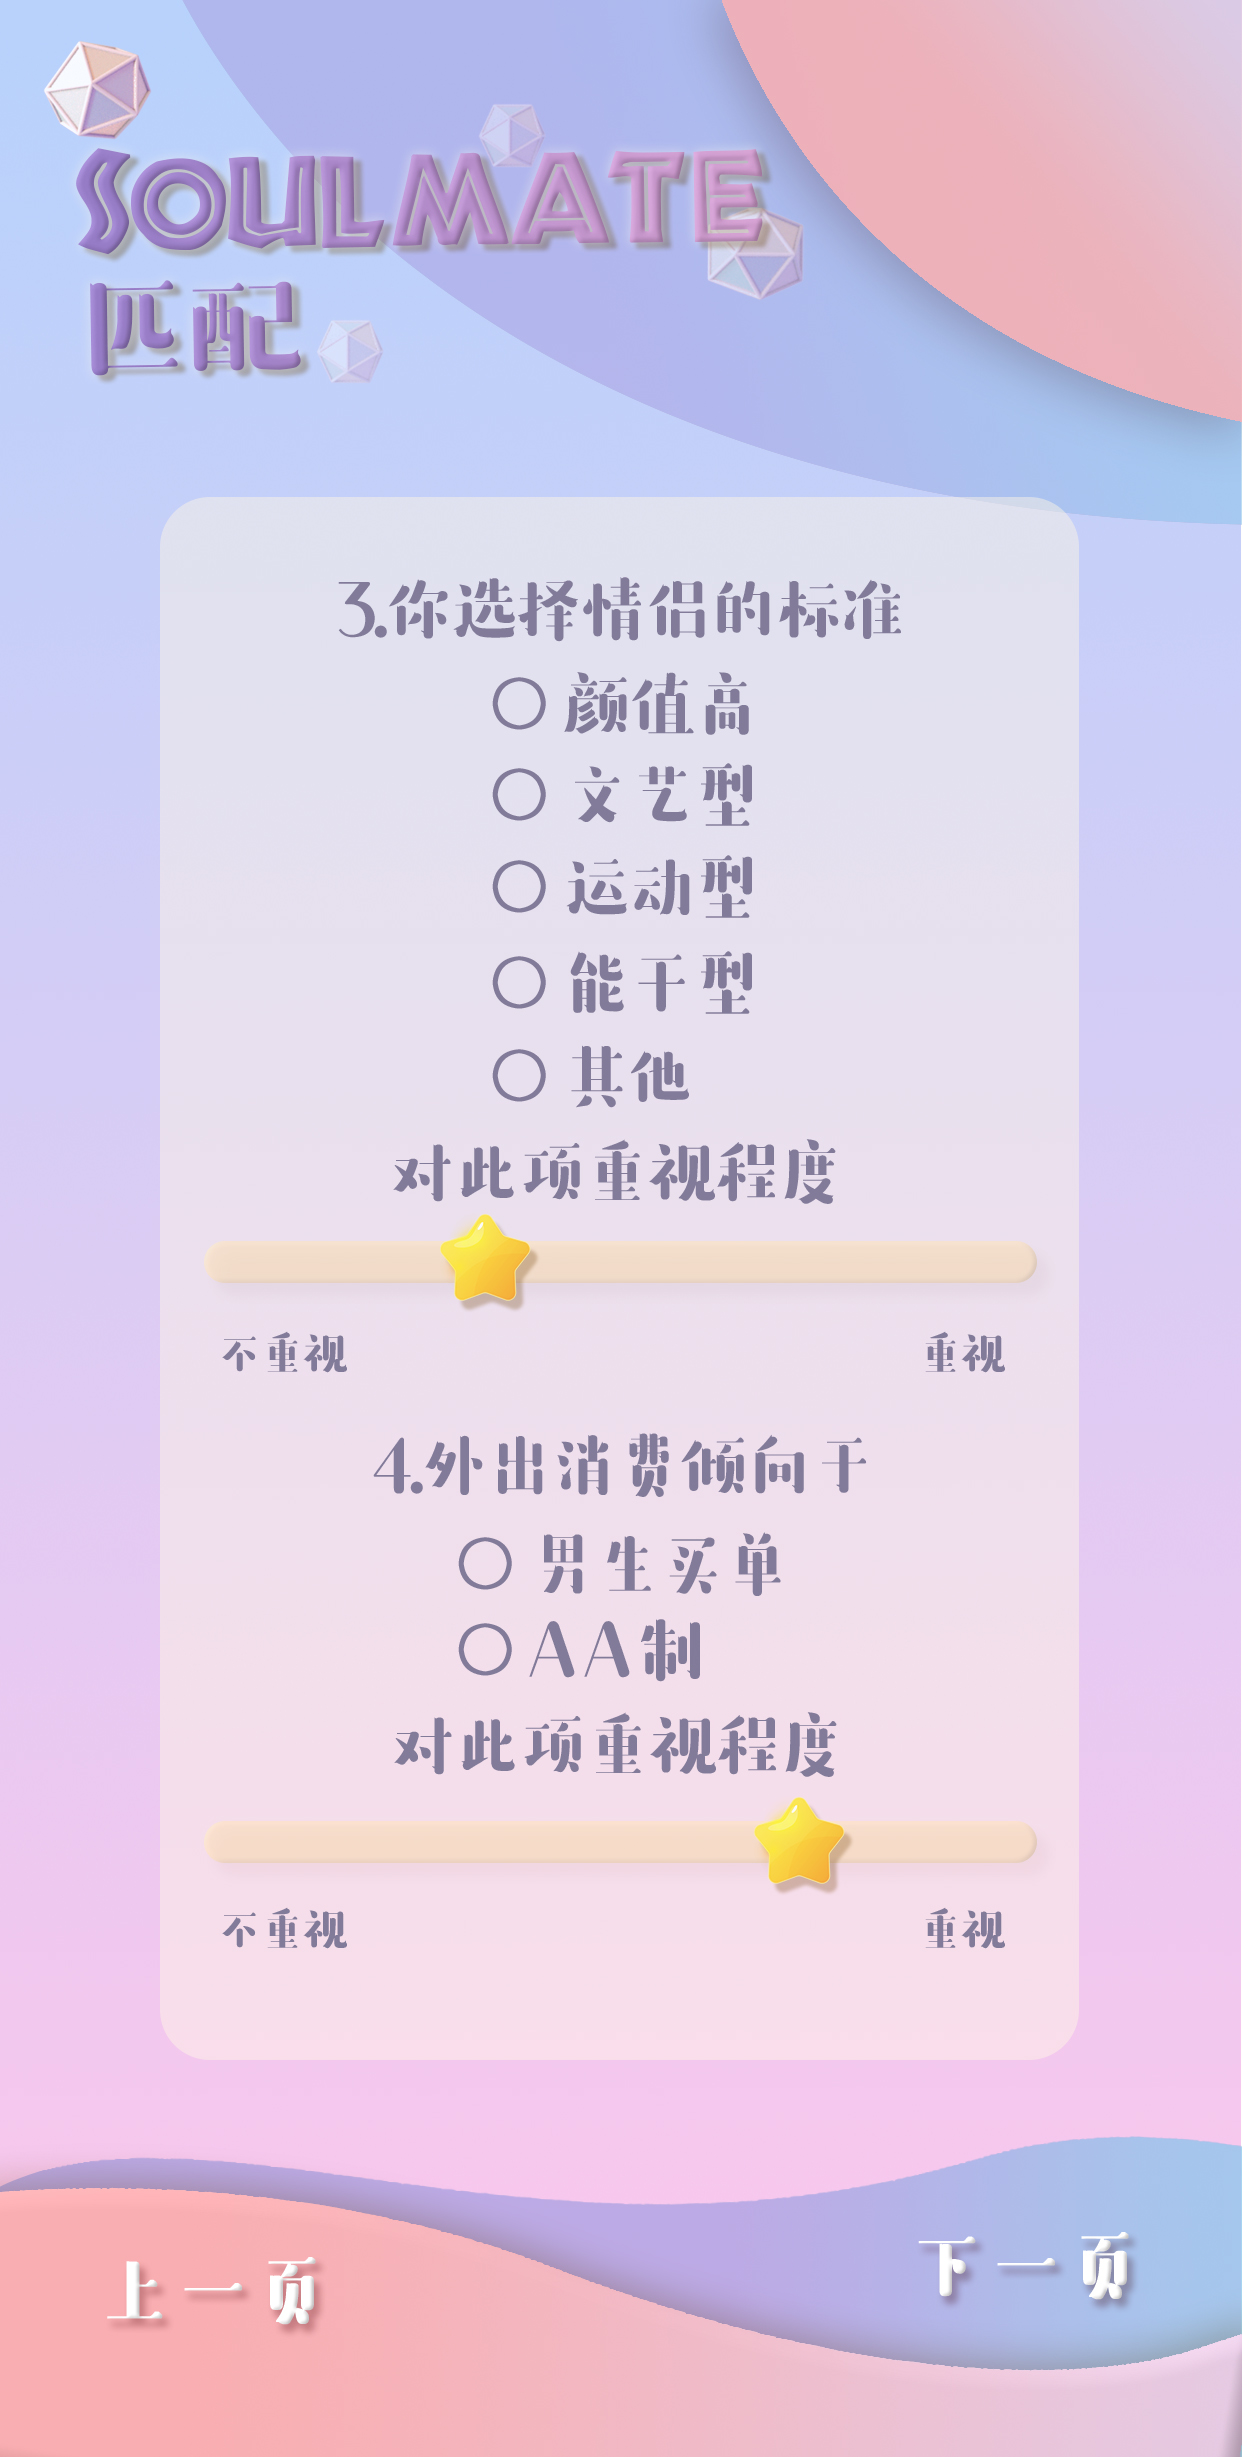 SOULMATE
匹配
3.你选择情侣的标准
颜值高
文艺型
运动型
能干型
其他
对此项重视程度
不重视 重视
4.外出消费倾向于
男生买单
AA制
对此项重视程度
不重视 重视
上一页 下一页